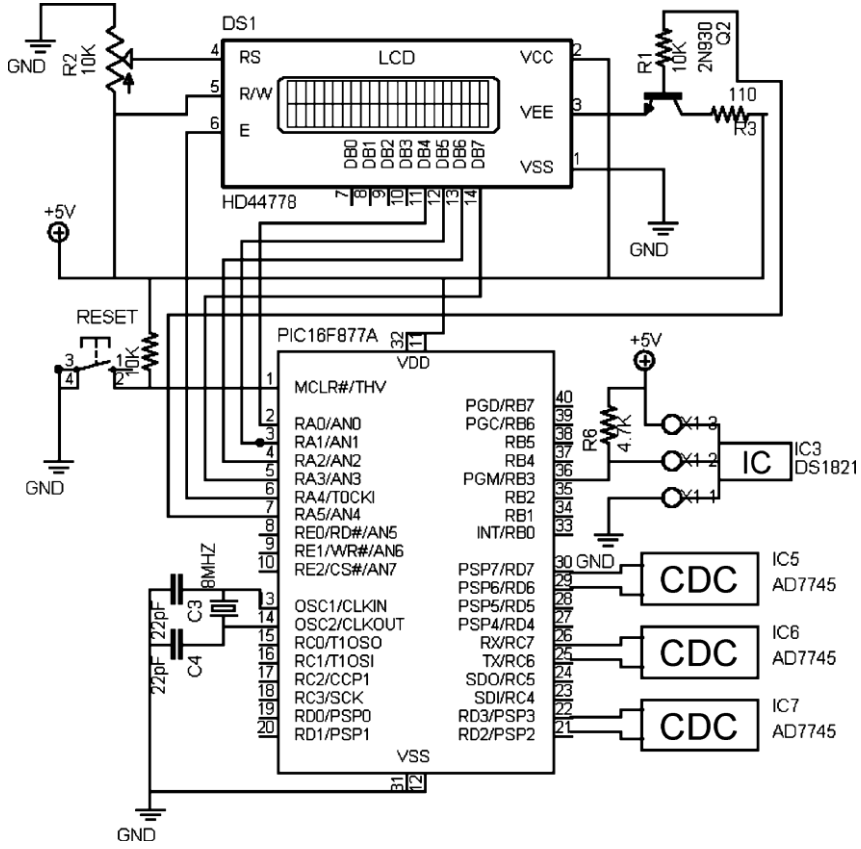 DS1
GND
R2
10K
4
RS
LCD
VCC
2
R1
10K
2N930
Q2
5
R/W
6
E
VEE
3
110
R3
DB0
DB1
DB2
DB3
DB4
DB5
DB6
DB7
VSS
1
7
8
9
10
11
12
13
14
HD44778
GND
+5V
RESET
3
4
1
2
10K
GND
PIC16F877A
32
11
VDD
1
MCLR#/THV
2
RA0/AN0
3
RA1/AN1
4
RA2/AN2
5
RA3/AN3
6
RA4/T0CKI
7
RA5/AN4
8
RE0/RD#/AN5
9
RE1/WR#/AN6
10
RE2/CS#/AN7
3
OSC1/CLKIN
14
OSC2/CLKOUT
15
RC0/T1OSO
16
RC1/T1OSI
17
RC2/CCP1
18
RC3/SCK
19
RD0/PSP0
20
RD1/PSP1
PGD/RB7
40
PGC/RB6
39
RB5
38
RB4
37
PGM/RB3
36
RB2
35
RB1
34
INT/RB0
33
PSP7/RD7
30
PSP6/RD6
29
PSP5/RD5
28
PSP4/RD4
27
RX/RC7
26
TX/RC6
25
SDO/RC5
24
SDI/RC4
23
RD3/PSP3
22
RD2/PSP2
21
VSS
31
12
+5V
R6
4.7K
X1-3
X1-2
X1-1
IC
IC3
DS1821
GND
CDC
IC5
AD7745
CDC
IC6
AD7745
CDC
IC7
AD7745
8MHZ
22pF
C3
22pF
C4
GND